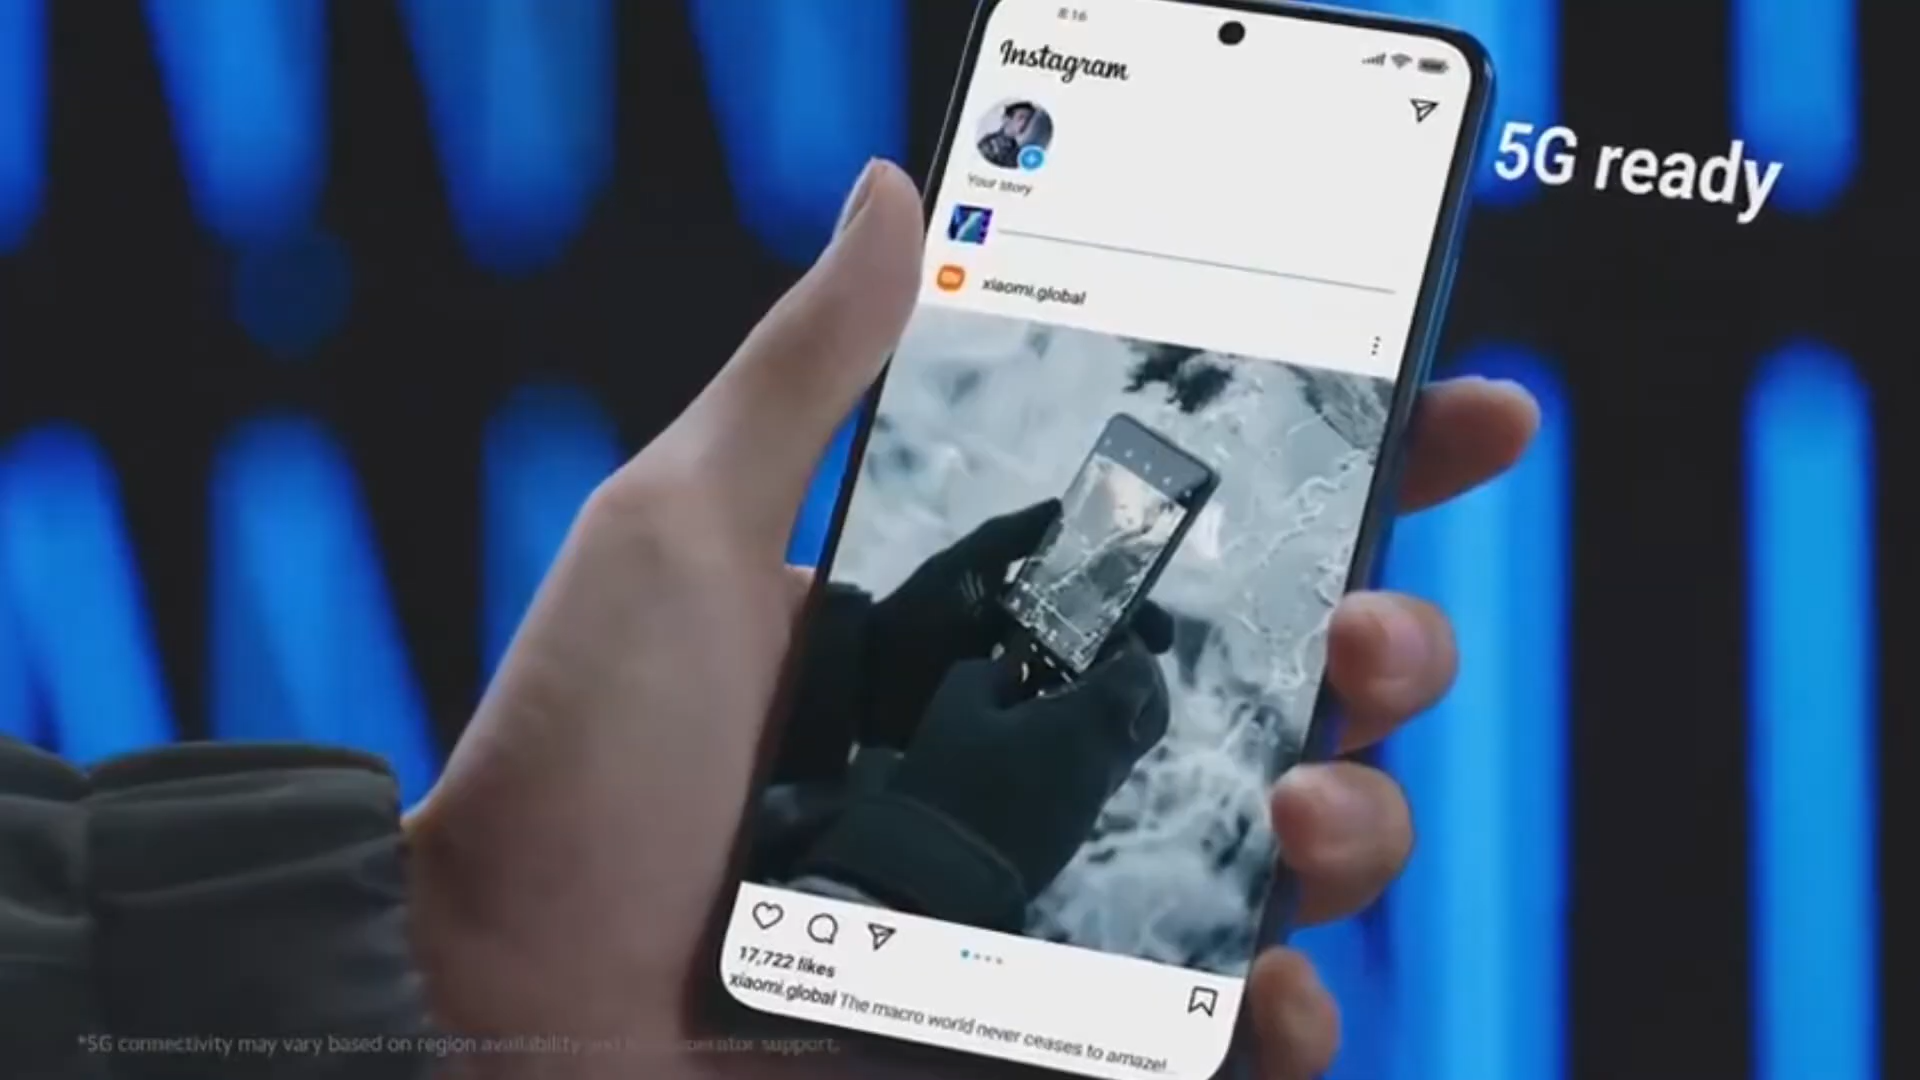 8:16
Instagram
5G ready
Your story
xiaomi.global
17,722 likes
xiaomi.global The macro world never ceases to amaze!
*5G connectivity may vary based on region availability and operator support.